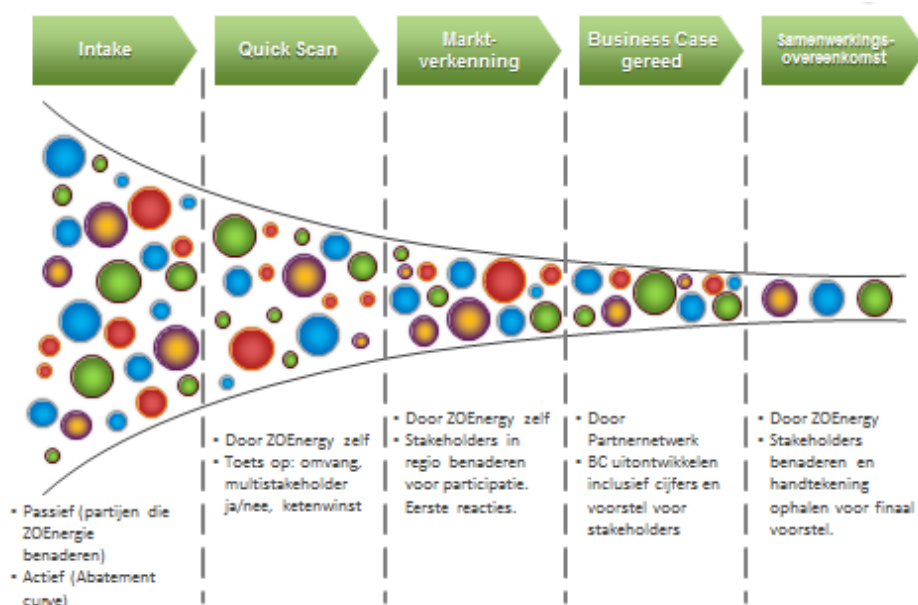 Intake
Quick Scan
Markt-
verkenning
Business Case
gereed
Samenwerkings-
overeenkomst
▪ Passief (partijen die
ZOEnergie
benaderen)
▪ Actief (Abatement
curve)
▪ Door ZOEnergy zelf
▪ Toets op: omvang,
multistakeholder
ja/nee, ketenwinst
▪ Door ZOEnergy zelf
▪ Stakeholders in
regio benaderen
voor participatie.
Eerste reacties.
▪ Door
Partnernetwerk
▪ BC uitontwikkelen
inclusief cijfers en
voorstel voor
stakeholders
▪ Door ZOEnergy
▪ Stakeholders
benaderen en
handtekening
ophalen voor finaal
voorstel.